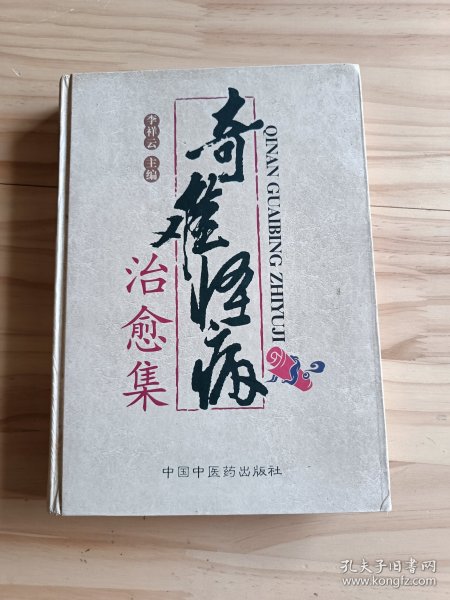 李祥云 主编
奇难怪病
治愈集
QINAN GUAIBING ZHIYUJI
中国中医药出版社
孔夫子旧书网
www.kongfz.com